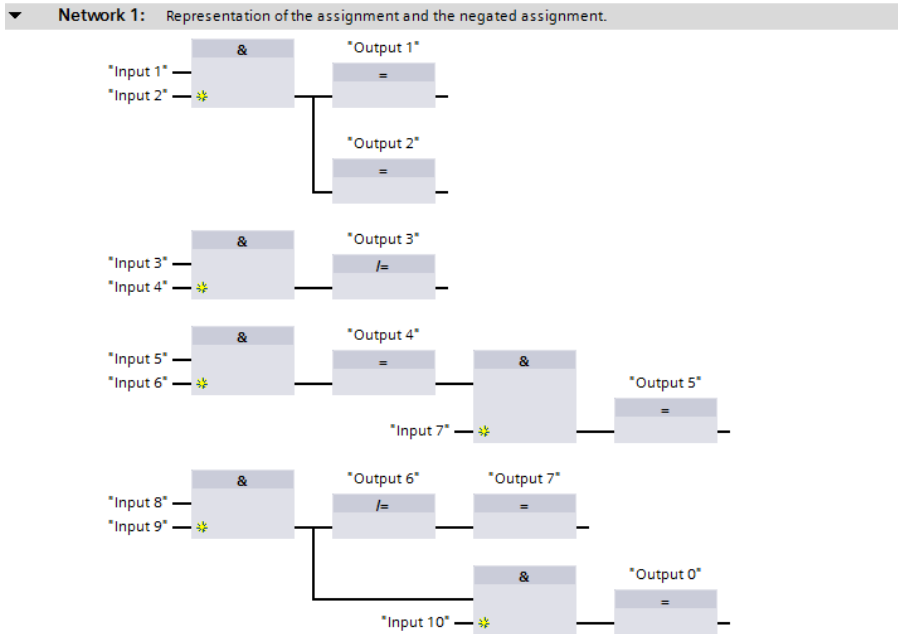 Network 1: Representation of the assignment and the negated assignment.
& "Output 1"
"Input 1" =
"Input 2"
"Output 2"
=
& "Output 3"
"Input 3" /=
"Input 4"
& "Output 4"
"Input 5" = &
"Input 6" "Output 5"
=
"Input 7"
& "Output 6" "Output 7"
"Input 8" /= =
"Input 9"
& "Output 0"
=
"Input 10"